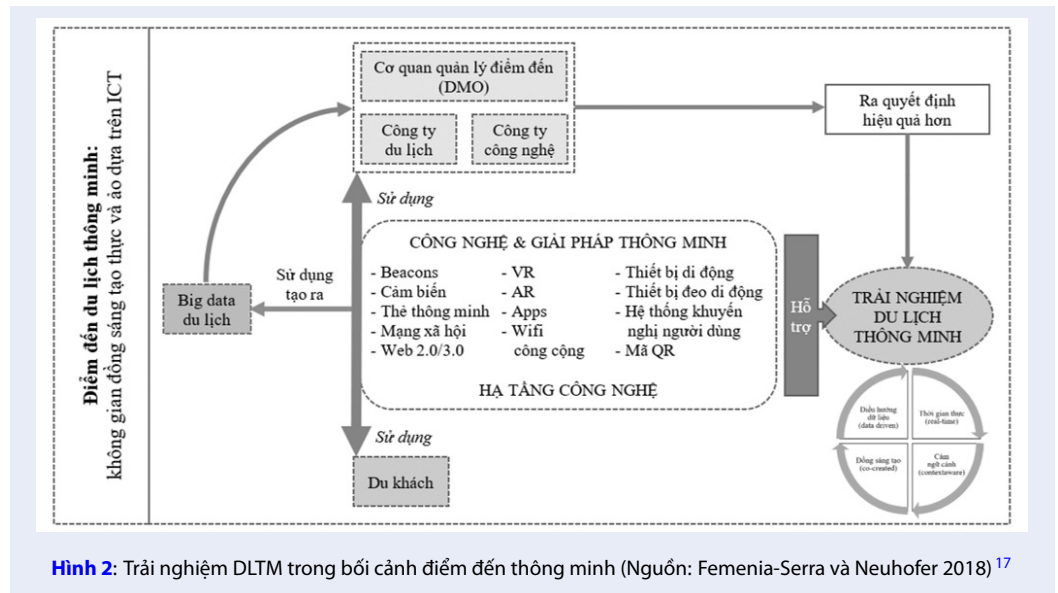 Điểm đến du lịch thông minh:
không gian đồng sáng tạo thực và ảo dựa trên ICT
Cơ quan quản lý điểm đến
(DMO)
Công ty
du lịch
Công ty
công nghệ
Ra quyết định
hiệu quả hơn
Sử dụng
Sử dụng
tạo ra
Big data
du lịch
CÔNG NGHỆ & GIẢI PHÁP THÔNG MINH
- Beacons
- Cảm biến
- Thẻ thông minh
- Mạng xã hội
- Web 2.0/3.0
- VR
- AR
- Apps
- Wifi
công cộng
- Thiết bị di động
- Thiết bị đeo di động
- Hệ thống khuyến
nghị người dùng
- Mã QR
HẠ TẦNG CÔNG NGHỆ
Hỗ
trợ
TRẢI NGHIỆM
DU LỊCH
THÔNG MINH
Điều hướng
dữ liệu
(data driven)
Thời gian thực
(real-time)
Đồng sáng tạo
(co-created)
Cảm
ngữ cảnh
(contextaware)
Sử dụng
Du khách
Hình 2: Trải nghiệm DLTM trong bối cảnh điểm đến thông minh (Nguồn: Femenia-Serra và Neuhofer 2018) 17